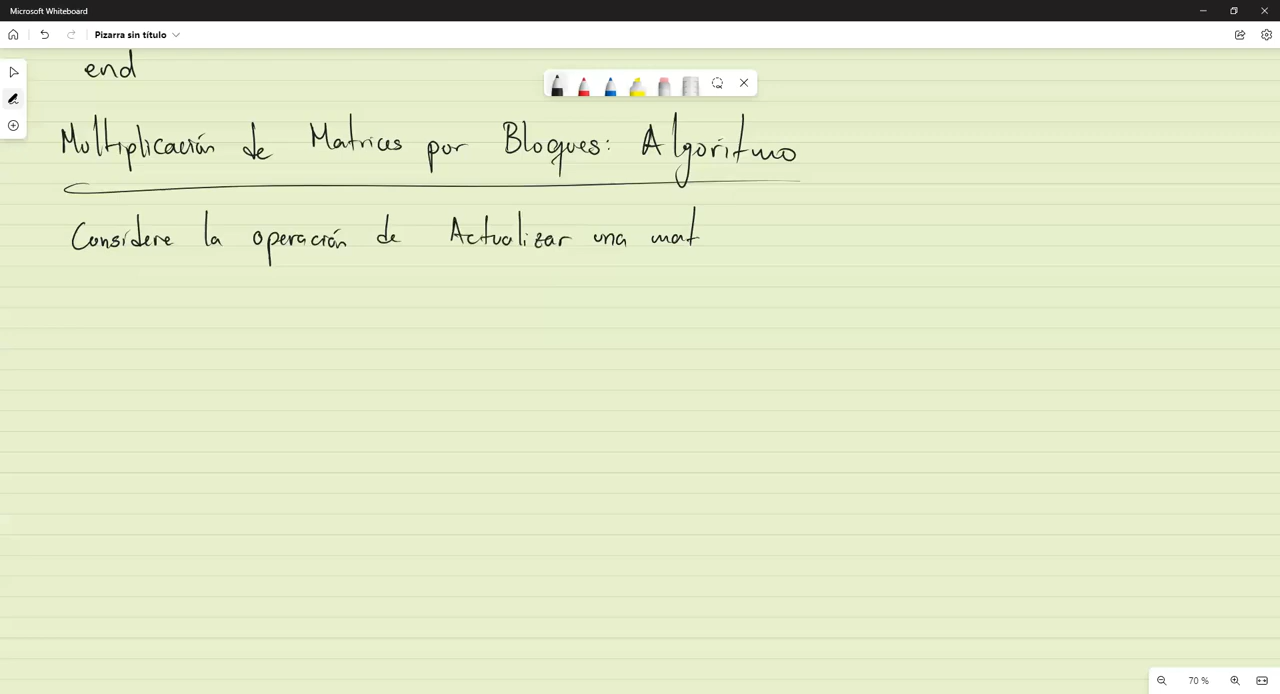 Microsoft Whiteboard
Pizarra sin título
end
Multiplicación de Matrices por Bloques: Algoritmo
Considere la operación de Actualizar una mat
70 %